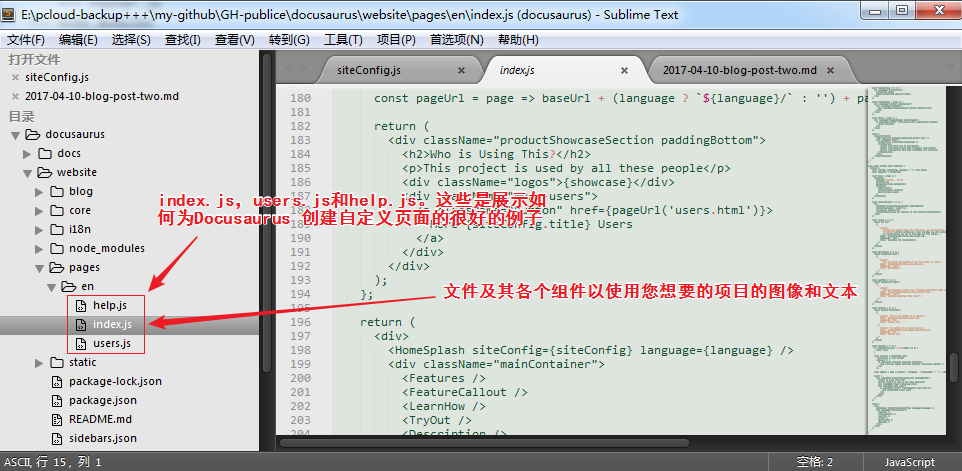 E:\pcloud-backup+++\my-github\GH-publice\docusaurus\website\pages\en\index.js (docusaurus) - Sublime Text
文件(F) 编辑(E) 选择(S) 查找(I) 查看(V) 转到(G) 工具(T) 项目(P) 首选项(N) 帮助(H)
打开文件
siteConfig.js
2017-04-10-blog-post-two.md
目录
docusaurus
docs
website
blog
core
i18n
node_modules
pages
en
help.js
index.js
users.js
static
package-lock.json
package.json
README.md
sidebars.json
siteConfig.js index.js 2017-04-10-blog-post-two.md
180 const pageUrl = page => baseUrl + (language ? `${language}/` : '') + pa
181
182 return (
183 <div className="productShowcaseSection paddingBottom">
184 <h2>Who is Using This?</h2>
185 <p>This project is used by all these people</p>
186 <div className="logos">{showcase}</div>
users">
href={pageUrl('users.html')}>
{siteConfig.title} Users
190 </a>
191 </div>
192 </div>
193 );
194 };
195
196 return (
197 <div>
198 <HomeSplash siteConfig={siteConfig} language={language} />
199 <div className="mainContainer">
200 <Features />
201 <FeatureCallout />
202 <LearnHow />
203 <TryOut />
204 <Description />
index.js, users.js和help.js。这些是展示如
何为Docusaurus 创建自定义页面的很好的例子
文件及其各个组件以使用您想要的项目的图像和文本
ASCII, 行 15, 列 1 空格: 2 JavaScript